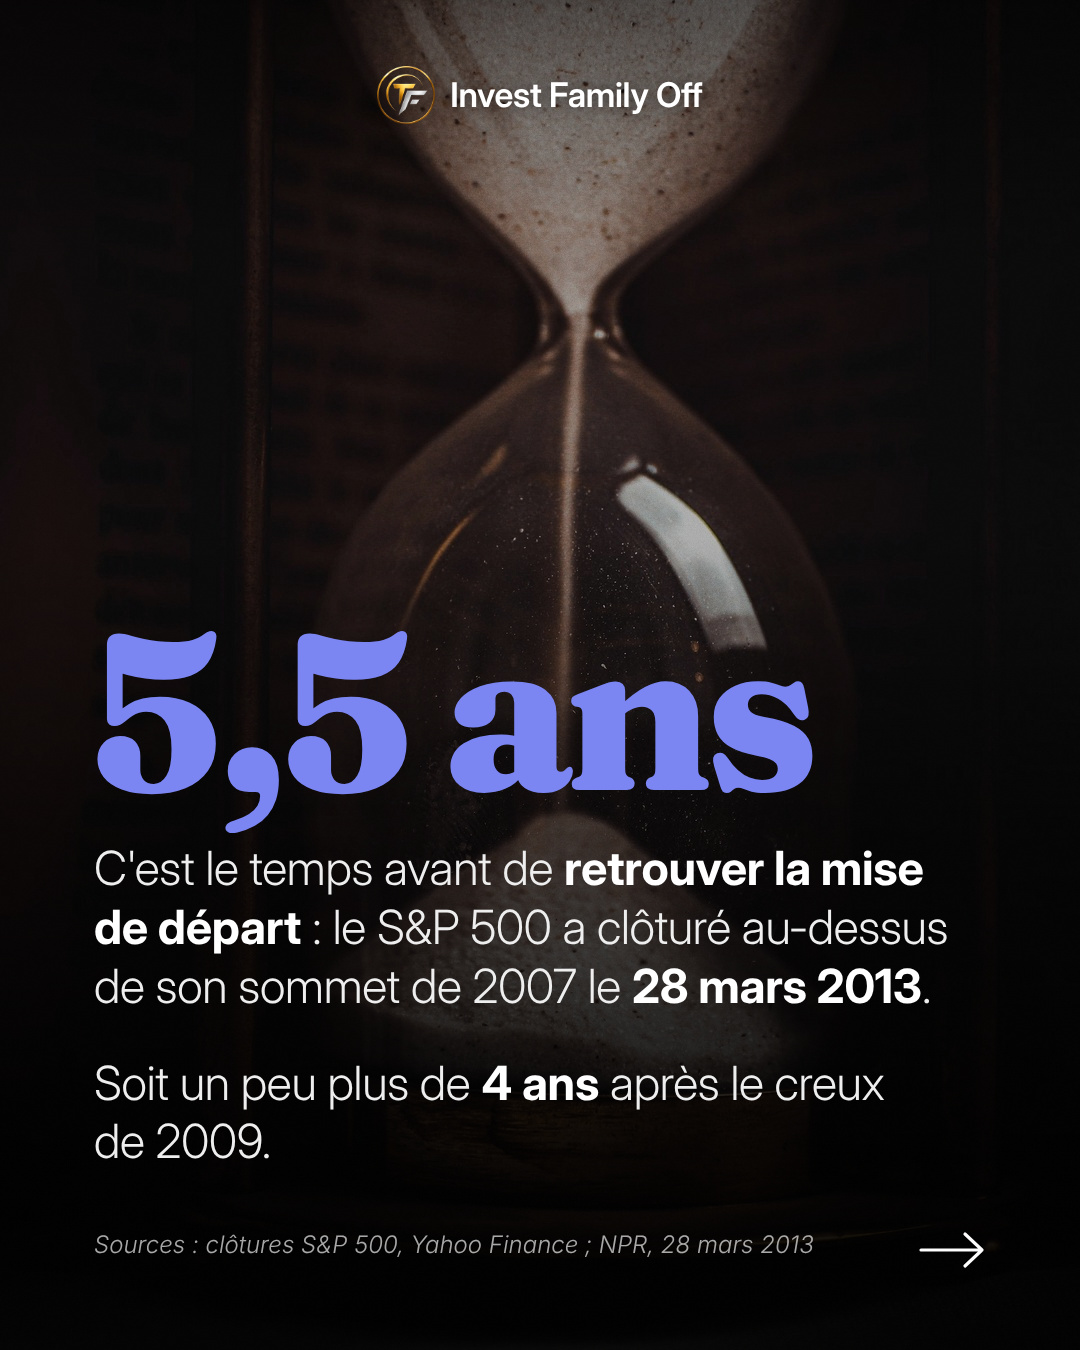 TF Invest Family Off
5,5 ans
C'est le temps avant de retrouver la mise
de départ : le S&P 500 a clôturé au-dessus
de son sommet de 2007 le 28 mars 2013.
Soit un peu plus de 4 ans après le creux
de 2009.
Sources : clôtures S&P 500, Yahoo Finance ; NPR, 28 mars 2013